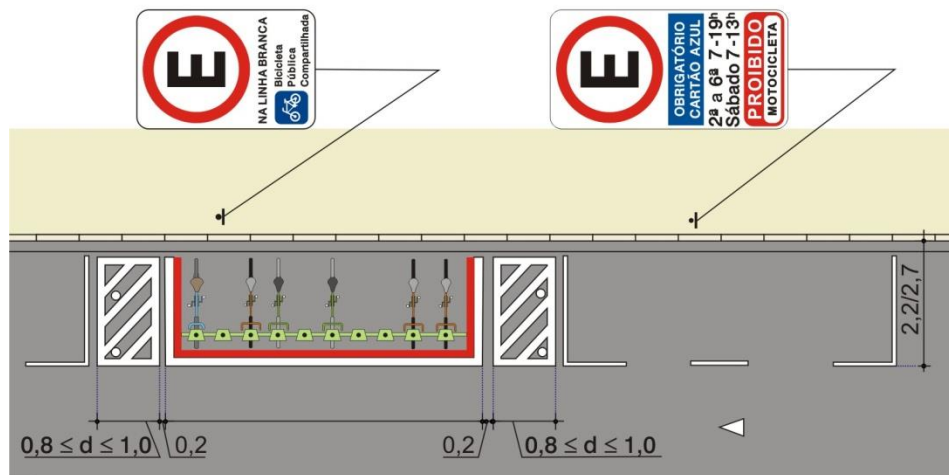 E
NA LINHA BRANCA
Bicicleta
Pública
Compartilhada
E
OBRIGATÓRIO
CARTÃO AZUL
2ª a 6ª 7 -19h
Sábado 7 -13h
PROIBIDO
MOTOCICLETA
2,2/2,7
0,8 ≤ d ≤ 1,0
0,2
0,2
0,8 ≤ d ≤ 1,0